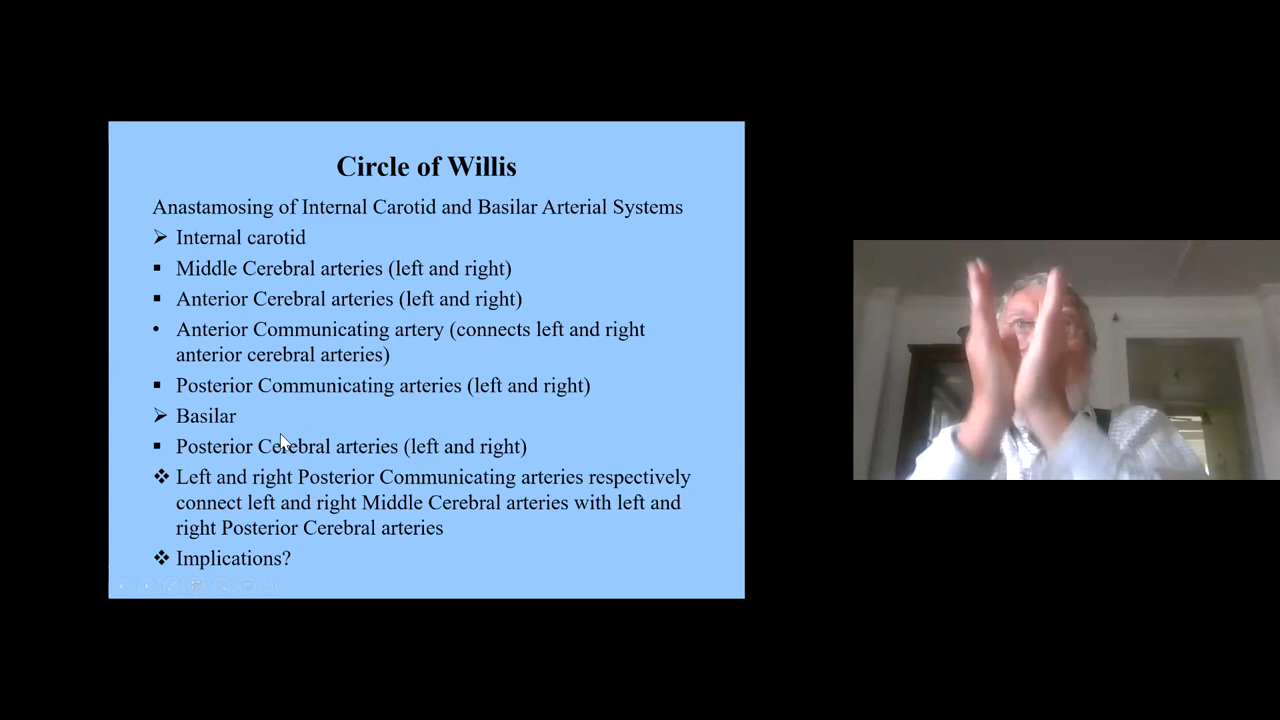 Circle of Willis
Anastamosing of Internal Carotid and Basilar Arterial Systems
➢ Internal carotid
▪ Middle Cerebral arteries (left and right)
▪ Anterior Cerebral arteries (left and right)
• Anterior Communicating artery (connects left and right
anterior cerebral arteries)
▪ Posterior Communicating arteries (left and right)
➢ Basilar
▪ Posterior Cerebral arteries (left and right)
❖ Left and right Posterior Communicating arteries respectively
connect left and right Middle Cerebral arteries with left and
right Posterior Cerebral arteries
❖ Implications?